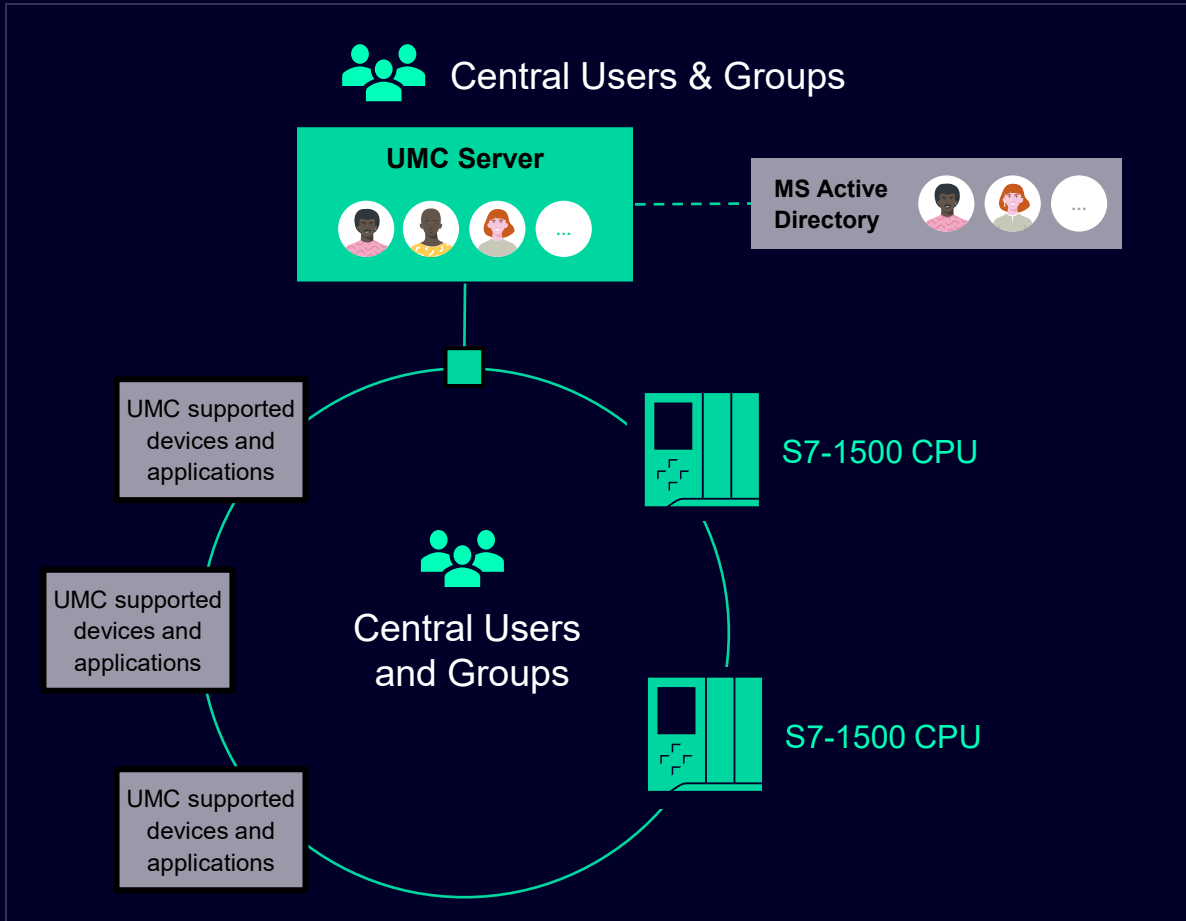 Central Users & Groups
UMC Server
...
MS Active
Directory
...
UMC supported
devices and
applications
S7-1500 CPU
UMC supported
devices and
applications
Central Users
and Groups
S7-1500 CPU
UMC supported
devices and
applications